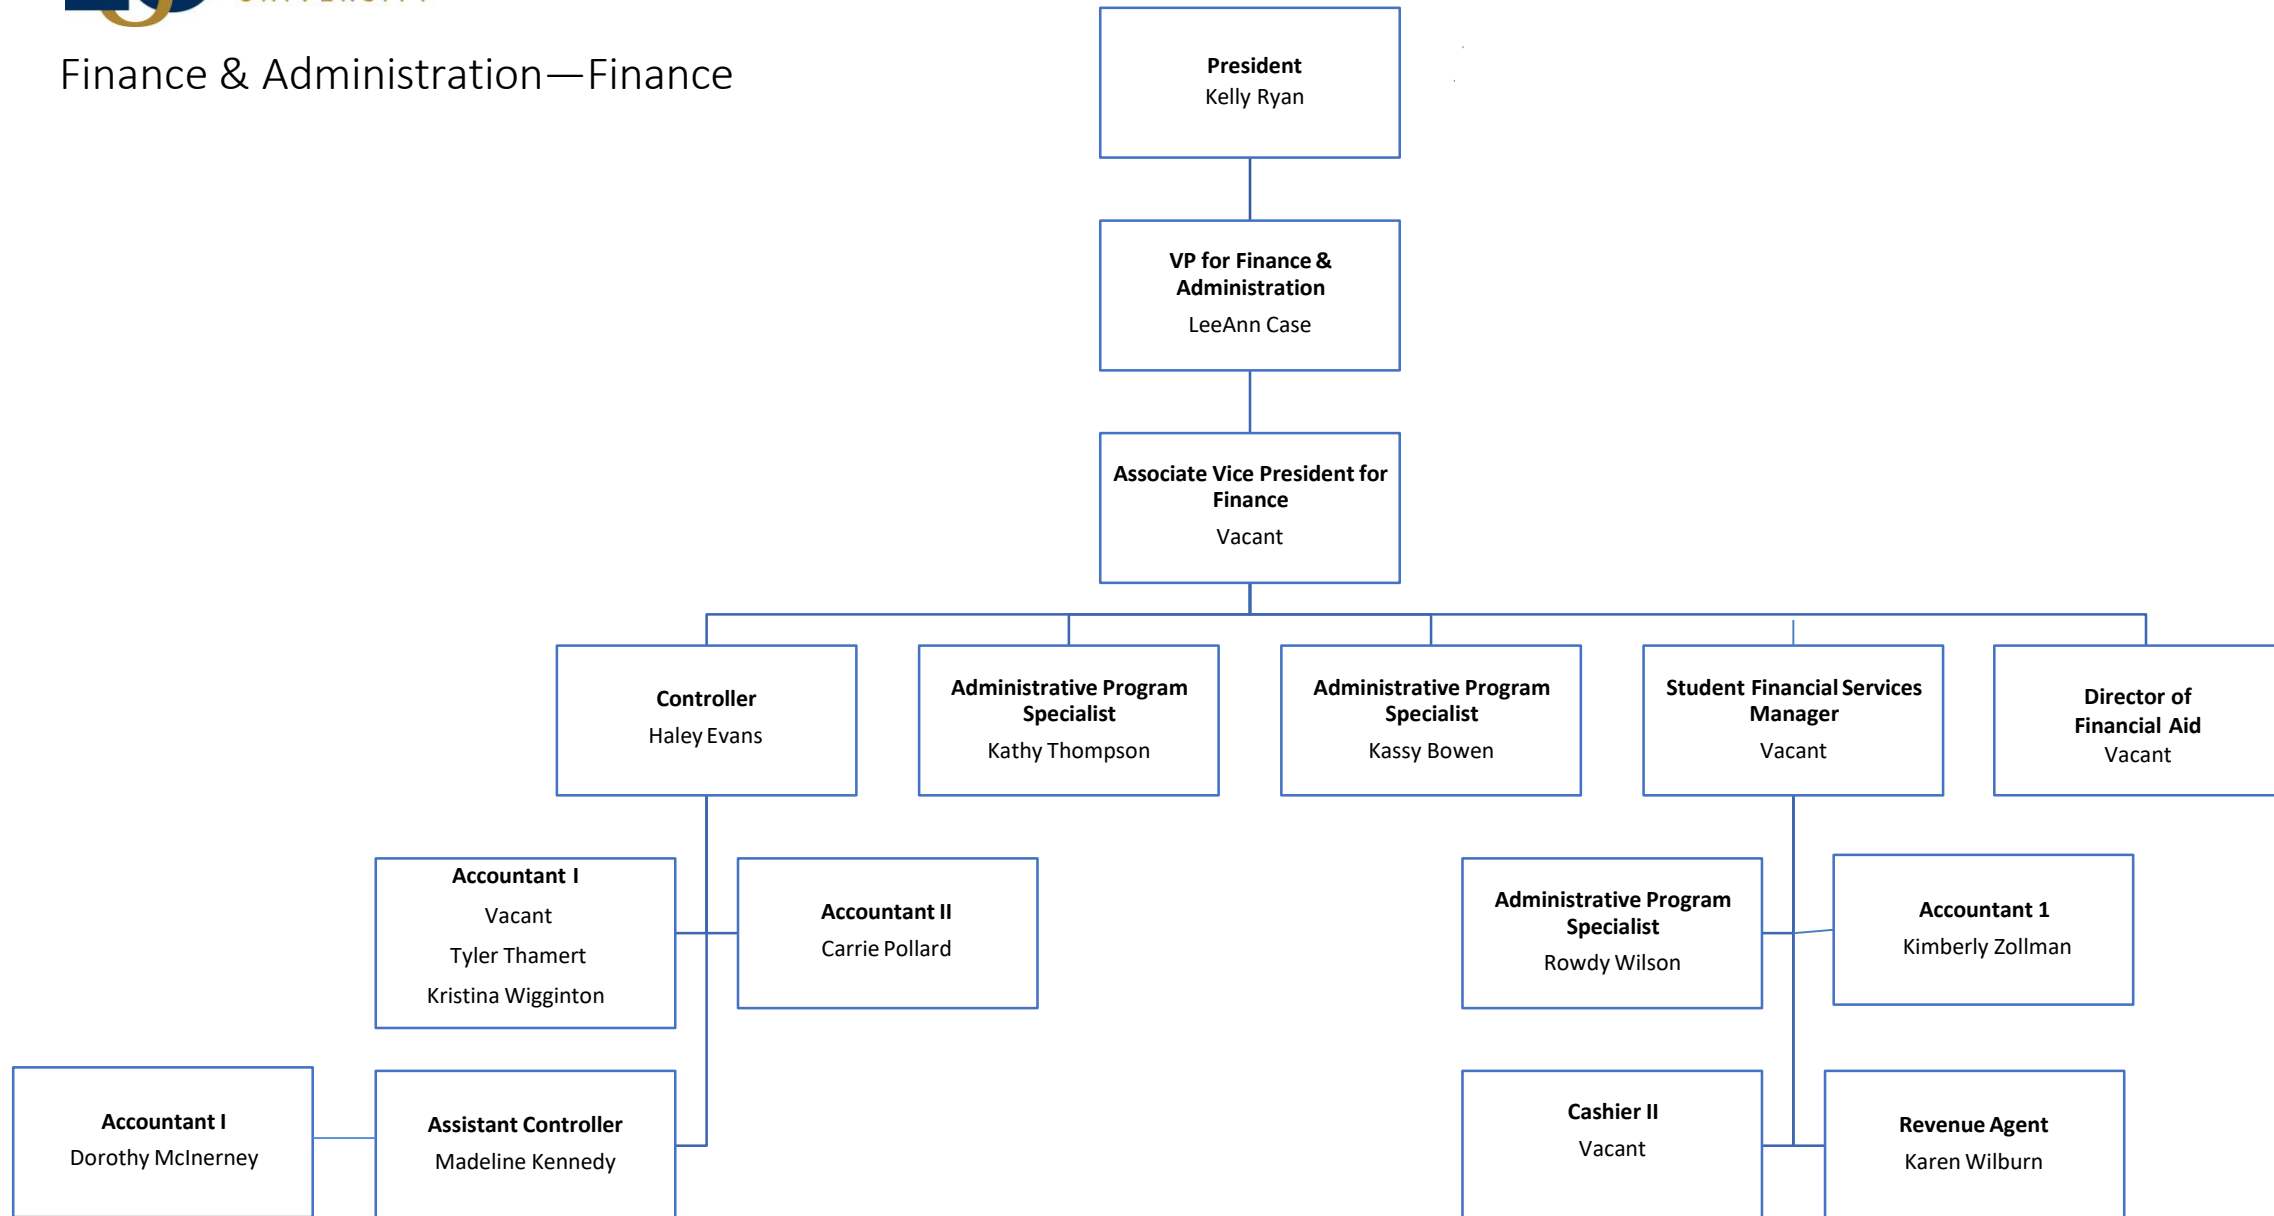 UNIVERSITY
Finance & Administration—Finance
President
Kelly Ryan
VP for Finance &
Administration
LeeAnn Case
Associate Vice President for
Finance
Vacant
Controller
Haley Evans
Administrative Program
Specialist
Kathy Thompson
Administrative Program
Specialist
Kassy Bowen
Student Financial Services
Manager
Vacant
Director of
Financial Aid
Vacant
Accountant I
Vacant
Tyler Thamert
Kristina Wigginton
Accountant II
Carrie Pollard
Administrative Program
Specialist
Rowdy Wilson
Accountant 1
Kimberly Zollman
Accountant I
Dorothy McInerney
Assistant Controller
Madeline Kennedy
Cashier II
Vacant
Revenue Agent
Karen Wilburn